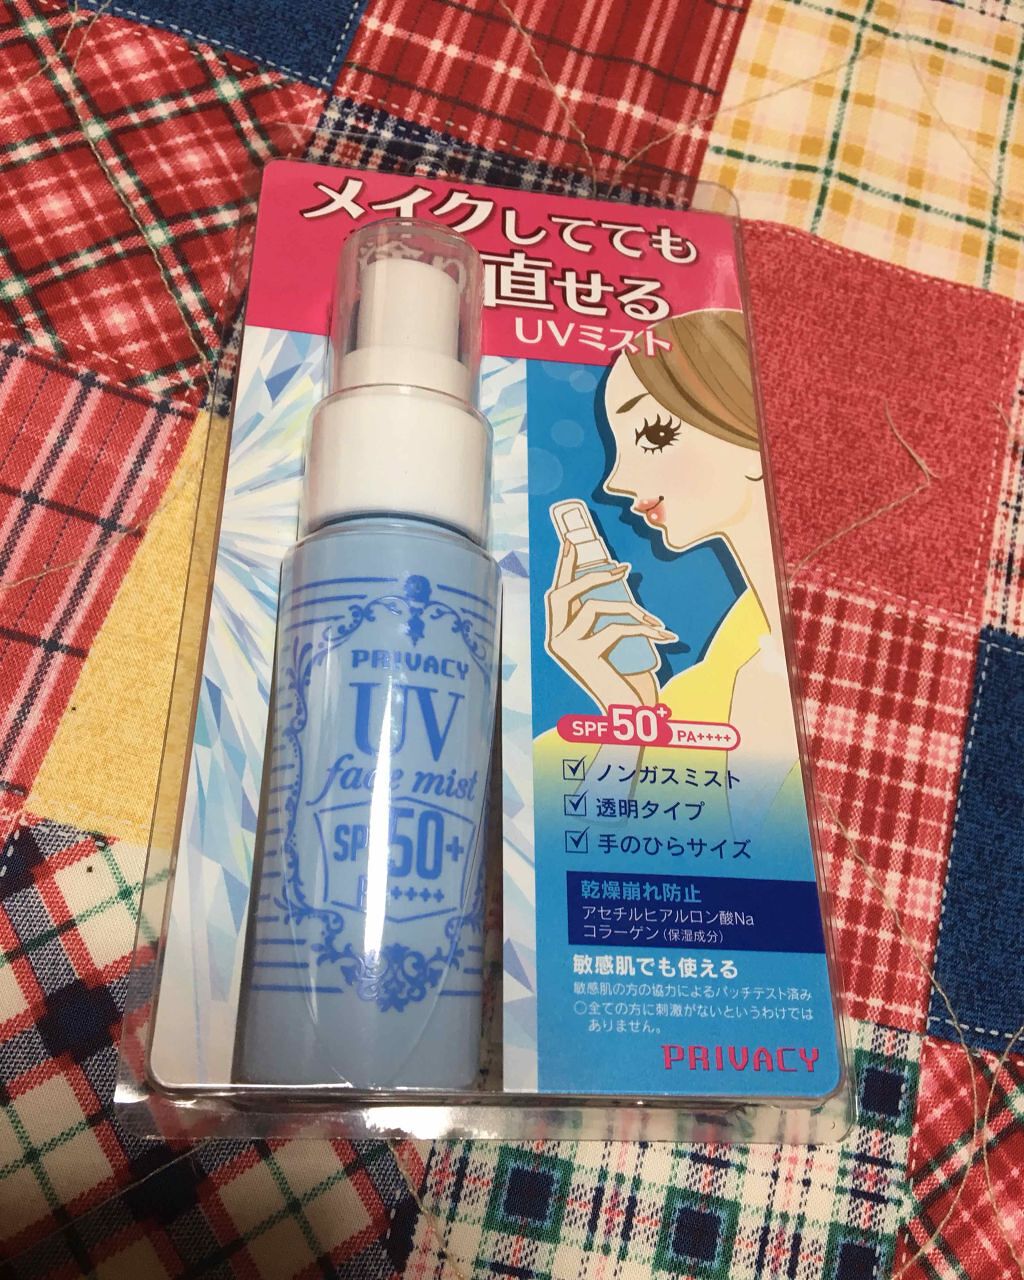 メイクしてても
塗り直せる
UVミスト
PRIVACY
UV
face mist
SPF50+
PA++++
SPF50+ PA++++
ノンガスミスト
透明タイプ
手のひらサイズ
乾燥崩れ防止
アセチルヒアルロン酸Na
コラーゲン(保湿成分)
敏感肌でも使える
敏感肌の方の協力によるパッチテスト済み
○全ての方に刺激がないというわけでは
ありません。
PRIVACY